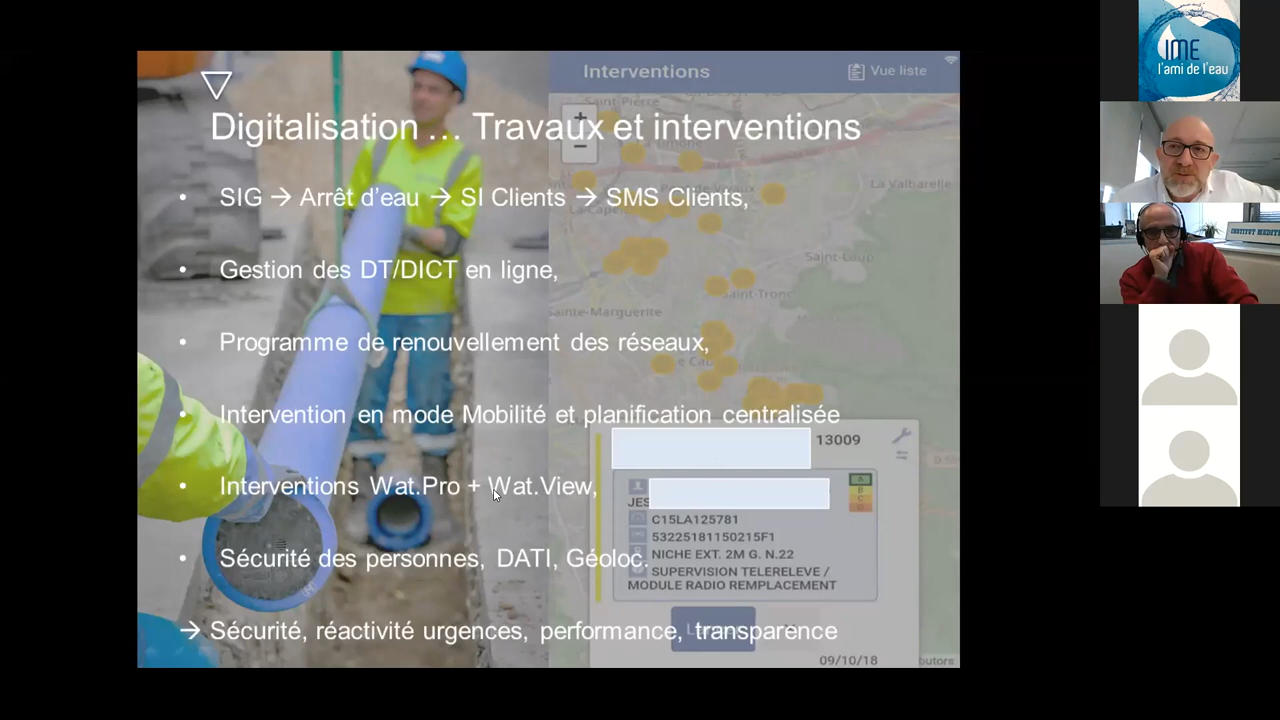 Interventions
Vue liste
Saint-Pierre
Digitalisation … Travaux et interventions
+
−
SIG → Arrêt d'eau → SI Clients → SMS Clients,
La Valbarelle
Saint-Loup
Gestion des DT/DICT en ligne,
Saint-Tronc
Sainte-Marguerite
Programme de renouvellement des réseaux,
Intervention en mode Mobilité et planification centralisée
13009
Interventions Wat.Pro + Wat.View,
JES
A
B
C
C15LA125781
53225181150215F1
NICHE EXT. 2M G. N.22
Sécurité des personnes, DATI, Géoloc.
SUPERVISION TELERELEVE /
MODULE RADIO REMPLACEMENT
→ Sécurité, réactivité urgences, performance, transparence
09/10/18
butors
IME
l'ami de l'eau